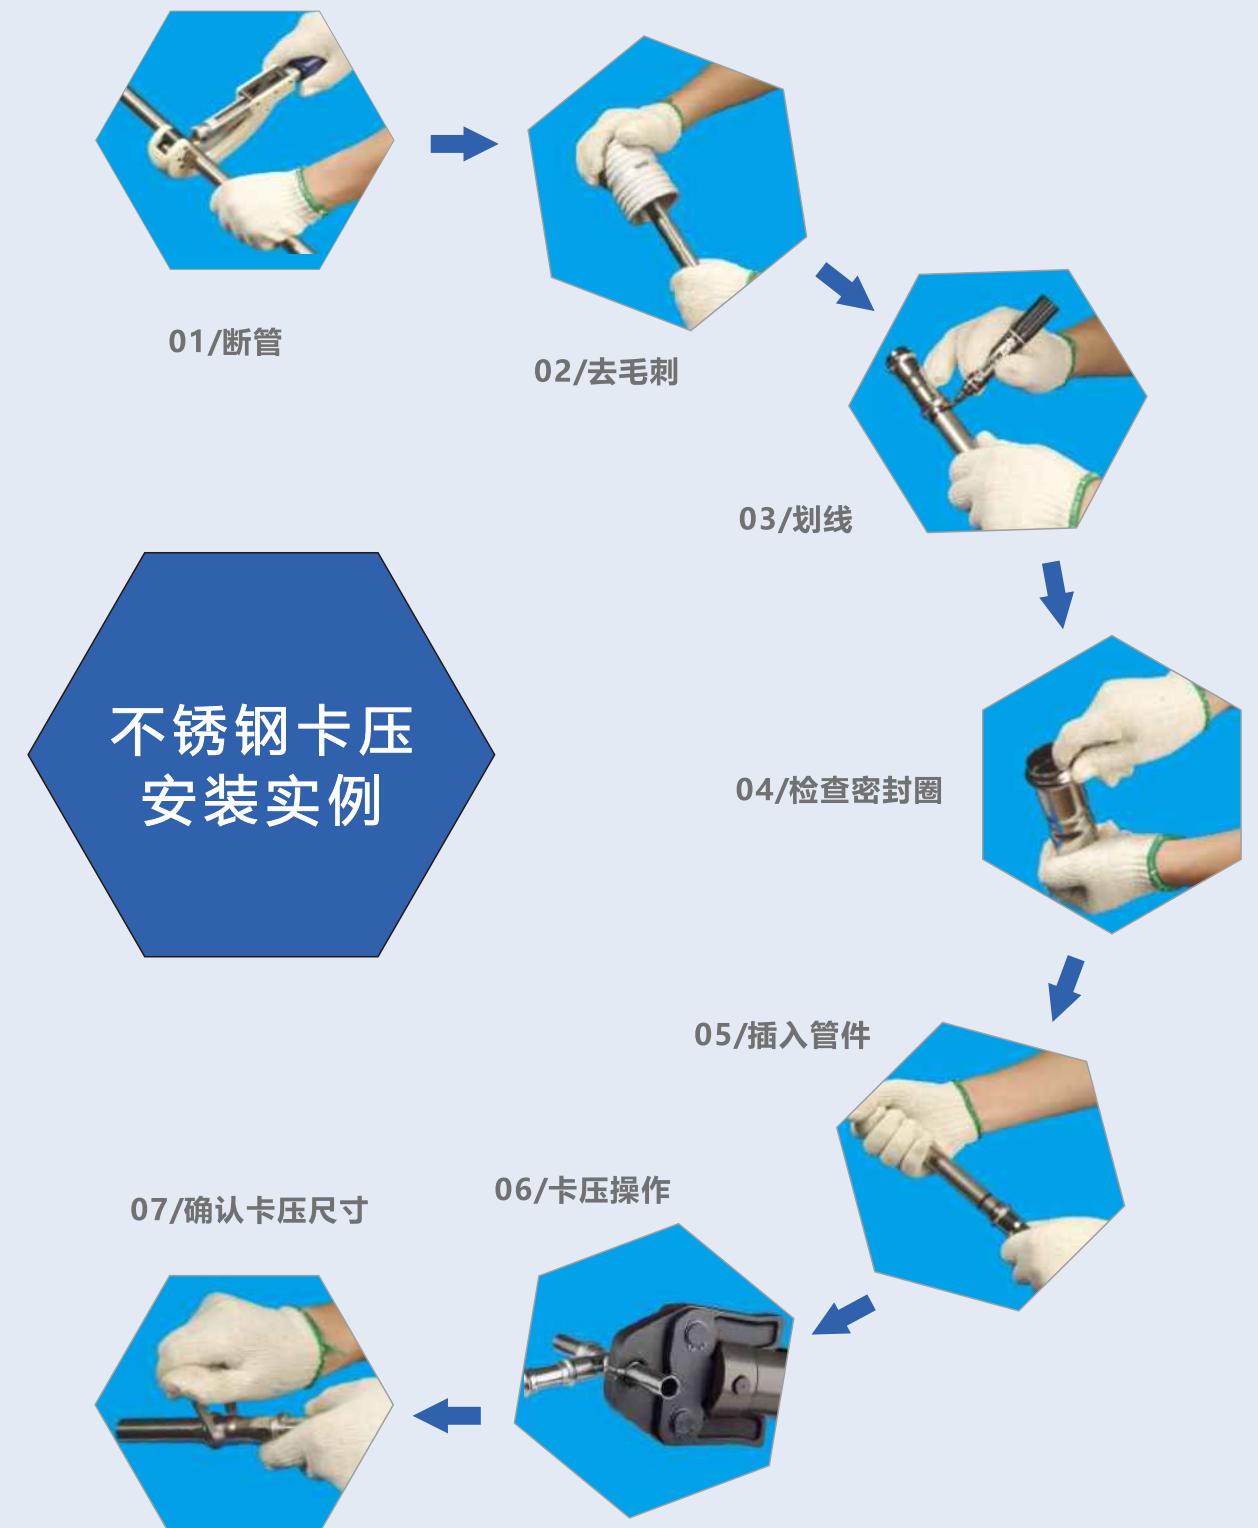 01/断管
02/去毛刺
03/划线
不锈钢卡压
安装实例
04/检查密封圈
05/插入管件
06/卡压操作
07/确认卡压尺寸